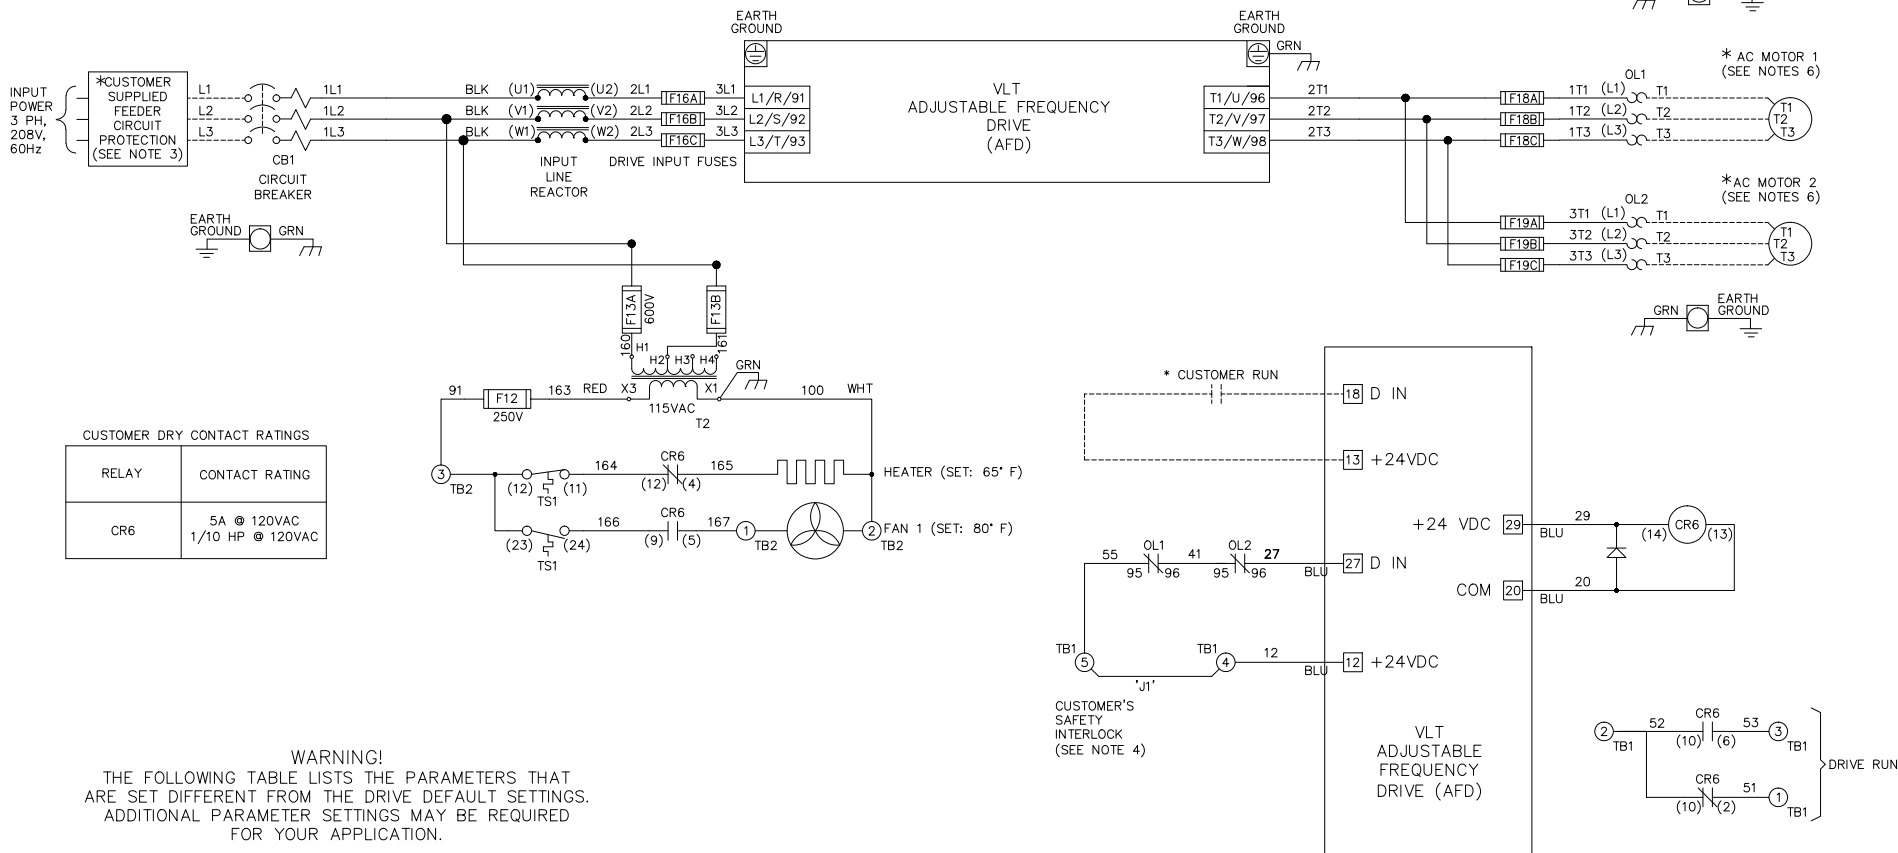 EARTH
GROUND
EARTH
GROUND
GRN
INPUT
POWER
3 PH,
208V,
60Hz
*CUSTOMER
SUPPLIED
FEEDER
CIRCUIT
PROTECTION
(SEE NOTE 3)
L1
L2
L3
CB1
CIRCUIT
BREAKER
1L1
1L2
1L3
BLK
BLK
BLK
(U1)
(V1)
(W1)
(U2)
(V2)
(W2)
INPUT
LINE
REACTOR
2L1
2L2
2L3
F16A
F16B
F16C
DRIVE INPUT FUSES
3L1
3L2
3L3
L1/R/91
L2/S/92
L3/T/93
VLT
ADJUSTABLE FREQUENCY
DRIVE
(AFD)
T1/U/96
T2/V/97
T3/W/98
2T1
2T2
2T3
F18A
F18B
F18C
1T1 (L1)
1T2 (L2)
1T3 (L3)
OL1
T1
T2
T3
* AC MOTOR 1
(SEE NOTES 6)
T1
T2
T3
F19A
F19B
F19C
3T1 (L1)
3T2 (L2)
3T3 (L3)
OL2
T1
T2
T3
*AC MOTOR 2
(SEE NOTES 6)
T1
T2
T3
EARTH
GROUND
GRN
GRN
EARTH
GROUND
F13A
600V
F13B
160
161
H1
H2
H3
H4
GRN
91
F12
250V
163
RED
X3
X1
115VAC
T2
100
WHT
3
TB2
(12)
(11)
TS1
164
CR6
(12)
(4)
165
HEATER (SET: 65° F)
(23)
(24)
TS1
166
CR6
(9)
(5)
167
1
TB2
2
TB2
FAN 1 (SET: 80° F)
CUSTOMER DRY CONTACT RATINGS
RELAY
CONTACT RATING
CR6
5A @ 120VAC
1/10 HP @ 120VAC
* CUSTOMER RUN
18 D IN
13 +24VDC
55
OL1
95
96
41
OL2
95
96
27
BLU
27 D IN
TB1
5
'J1'
TB1
4
12
BLU
12 +24VDC
CUSTOMER'S
SAFETY
INTERLOCK
(SEE NOTE 4)
+24 VDC 29
29
BLU
(14)
CR6
(13)
COM 20
20
BLU
VLT
ADJUSTABLE
FREQUENCY
DRIVE (AFD)
2
TB1
52
CR6
(10)
(6)
53
3
TB1
CR6
(10)
(2)
51
1
TB1
DRIVE RUN
WARNING!
THE FOLLOWING TABLE LISTS THE PARAMETERS THAT
ARE SET DIFFERENT FROM THE DRIVE DEFAULT SETTINGS.
ADDITIONAL PARAMETER SETTINGS MAY BE REQUIRED
FOR YOUR APPLICATION.